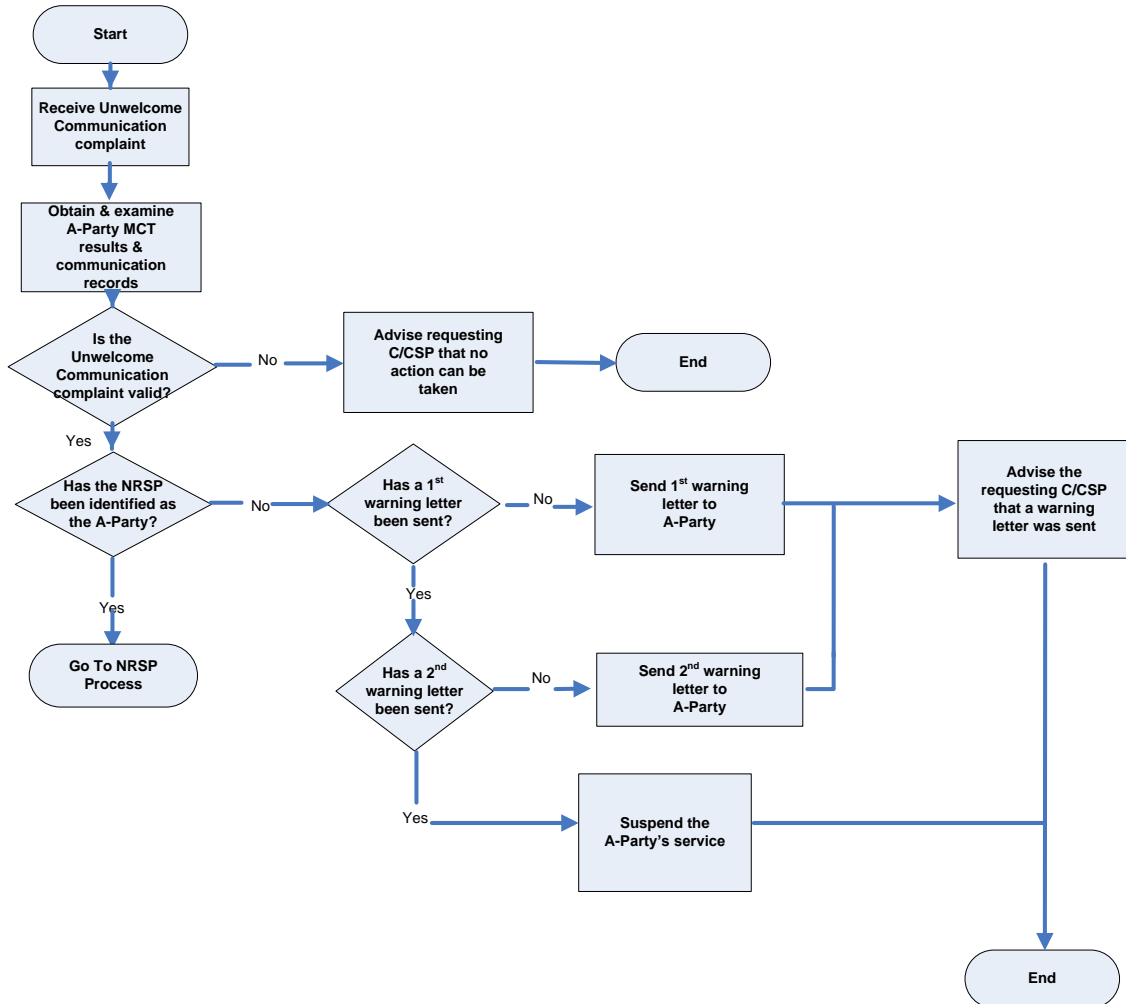 Start
Receive Unwelcome
Communication
complaint
Obtain & examine
A-Party MCT
results &
communication
records
Is the
Unwelcome
Communication
complaint valid?
No
Advise requesting
C/CSP that no
action can be
taken
End
Yes
Has the NRSP
been identified as
the A-Party?
No
Has a 1st
warning letter
been sent?
No
Send 1st warning
letter to
A-Party
Advise the
requesting C/CSP
that a warning
letter was sent
Yes
Go To NRSP
Process
Yes
Has a 2nd
warning letter
been sent?
No
Send 2nd warning
letter to
A-Party
Yes
Suspend the
A-Party’s service
End